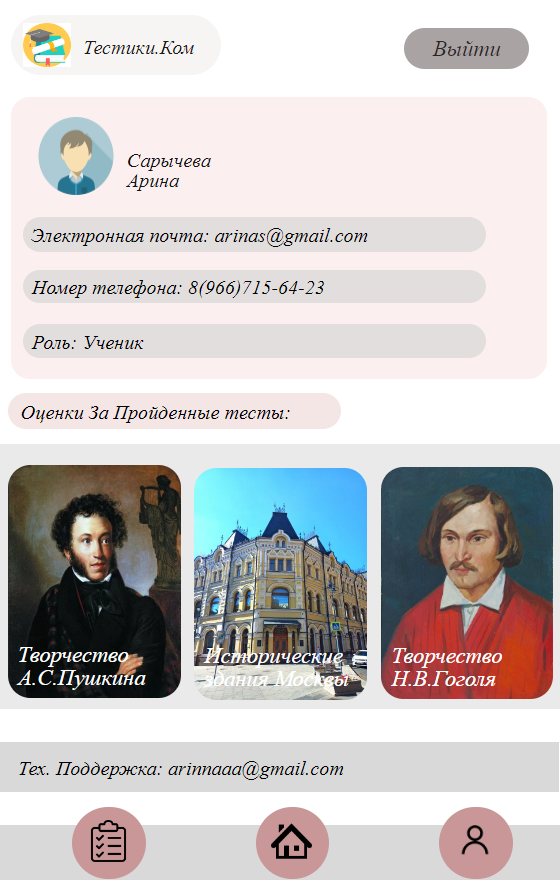 Тестики.Ком
Выйти
Сарычева
Арина
Электронная почта: arinas@gmail.com
Номер телефона: 8(966)715-64-23
Роль: Ученик
Оценки За Пройденные тесты:
Творчество
А.С.Пушкина
Исторические
здания Москвы
Творчество
Н.В.Гоголя
Тех. Поддержка: arinnaaa@gmail.com